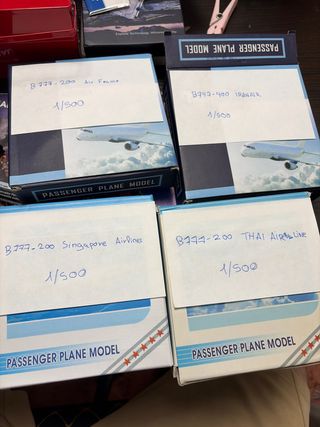 PASSENGER PLANE MODEL
B777-200 Air France
1/500
PASSENGER PLANE MODEL
B747-400 IRANAIR
1/500
B777-200 Singapore Airlines
1/500
PASSENGER PLANE MODEL
B777-200 THAI AirLine
1/500
PASSENGER PLANE MODEL